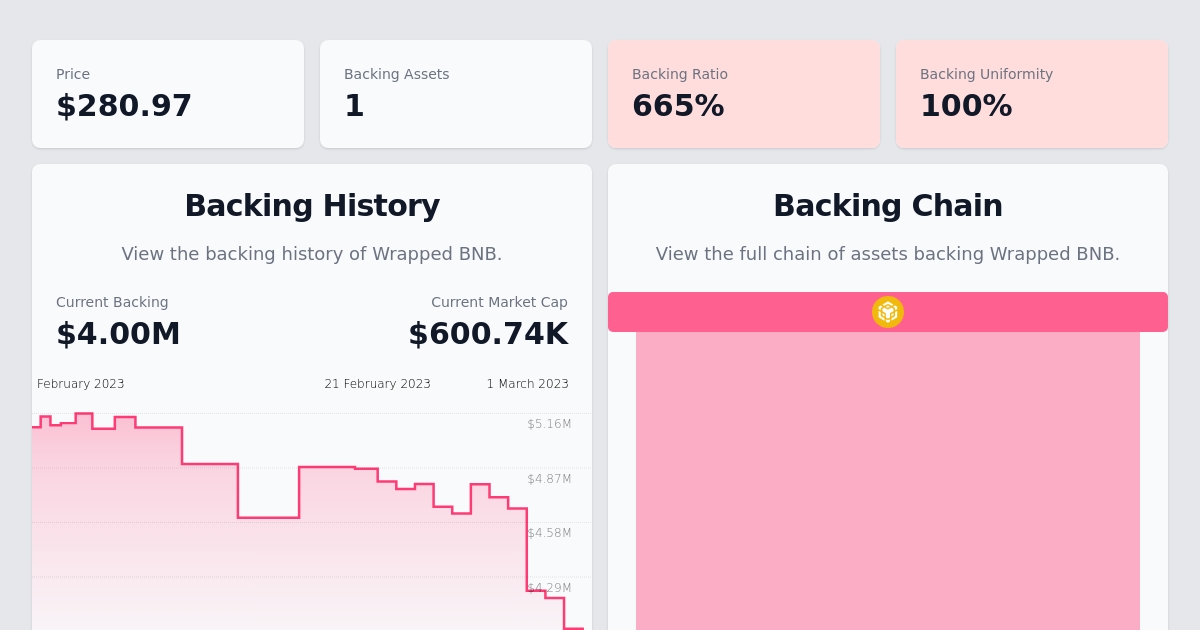 Price
$280.97
Backing Assets
1
Backing Ratio
665%
Backing Uniformity
100%
Backing History
View the backing history of Wrapped BNB.
Current Backing
$4.00M
Current Market Cap
$600.74K
February 2023
21 February 2023
1 March 2023
$5.16M
$4.87M
$4.58M
$4.29M
Backing Chain
View the full chain of assets backing Wrapped BNB.